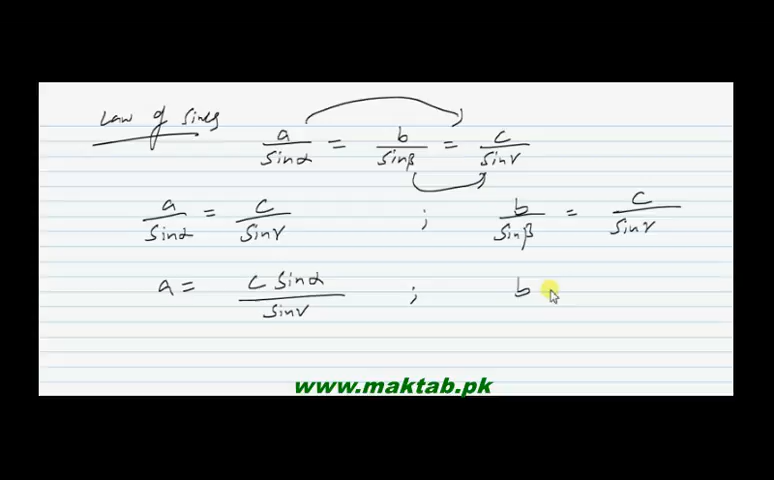 Law of Sines a/Sinα = b/Sinβ = c/Sinγ
a/Sinα = c/Sinγ ; b/Sinβ = c/Sinγ
a = c Sinα/Sinγ ; b
www.maktab.pk